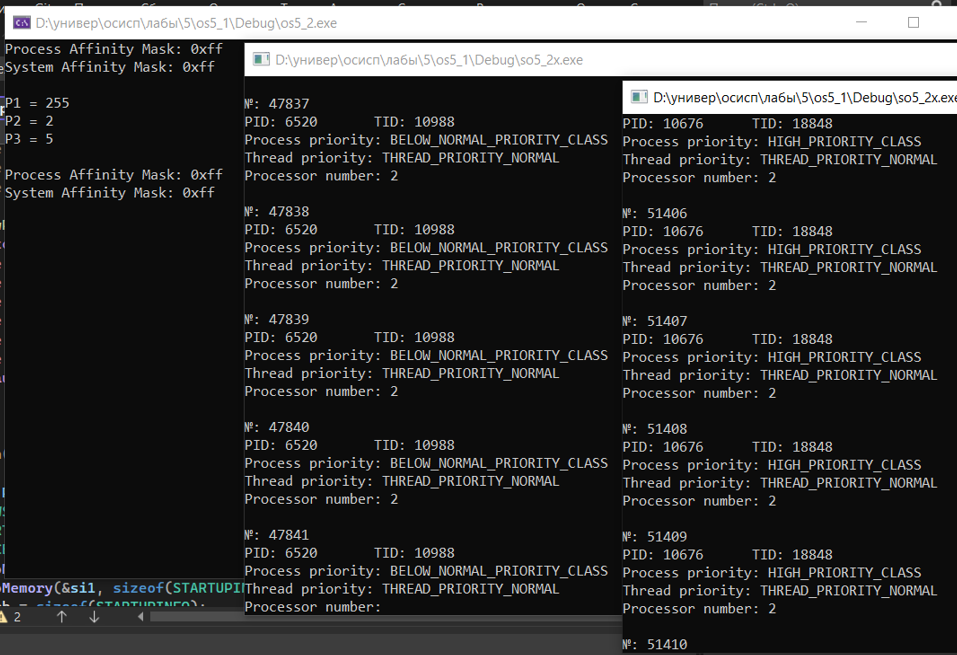 D:\универ\осисп\лабы\5\os5_1\Debug\os5_2.exe
Process Affinity Mask: 0xff
System Affinity Mask: 0xff
P1 = 255
P2 = 2
P3 = 5
Process Affinity Mask: 0xff
System Affinity Mask: 0xff
D:\универ\осисп\лабы\5\os5_1\Debug\so5_2x.exe
№: 47837
PID: 6520 TID: 10988
Process priority: BELOW_NORMAL_PRIORITY_CLASS
Thread priority: THREAD_PRIORITY_NORMAL
Processor number: 2
№: 47838
PID: 6520 TID: 10988
Process priority: BELOW_NORMAL_PRIORITY_CLASS
Thread priority: THREAD_PRIORITY_NORMAL
Processor number: 2
№: 47839
PID: 6520 TID: 10988
Process priority: BELOW_NORMAL_PRIORITY_CLASS
Thread priority: THREAD_PRIORITY_NORMAL
Processor number: 2
№: 47840
PID: 6520 TID: 10988
Process priority: BELOW_NORMAL_PRIORITY_CLASS
Thread priority: THREAD_PRIORITY_NORMAL
Processor number: 2
№: 47841
PID: 6520 TID: 10988
Process priority: BELOW_NORMAL_PRIORITY_CLASS
Thread priority: THREAD_PRIORITY_NORMAL
Processor number:
D:\универ\осисп\лабы\5\os5_1\Debug\so5_2x.exe
PID: 10676 TID: 18848
Process priority: HIGH_PRIORITY_CLASS
Thread priority: THREAD_PRIORITY_NORMAL
Processor number: 2
№: 51406
PID: 10676 TID: 18848
Process priority: HIGH_PRIORITY_CLASS
Thread priority: THREAD_PRIORITY_NORMAL
Processor number: 2
№: 51407
PID: 10676 TID: 18848
Process priority: HIGH_PRIORITY_CLASS
Thread priority: THREAD_PRIORITY_NORMAL
Processor number: 2
№: 51408
PID: 10676 TID: 18848
Process priority: HIGH_PRIORITY_CLASS
Thread priority: THREAD_PRIORITY_NORMAL
Processor number: 2
№: 51409
PID: 10676 TID: 18848
Process priority: HIGH_PRIORITY_CLASS
Thread priority: THREAD_PRIORITY_NORMAL
Processor number: 2
№: 51410
oMemory(&si1, sizeof(STARTUPIN
2